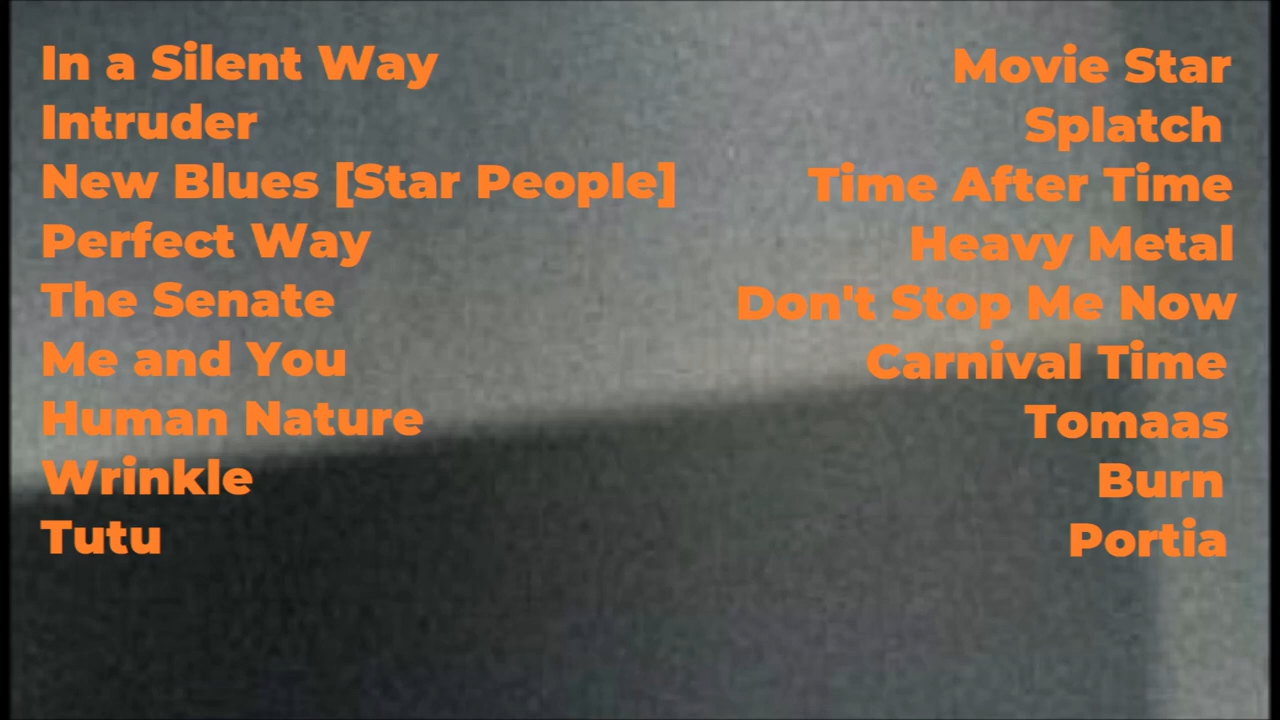 In a Silent Way
Intruder
New Blues [Star People]
Perfect Way
The Senate
Me and You
Human Nature
Wrinkle
Tutu
Movie Star
Splatch
Time After Time
Heavy Metal
Don't Stop Me Now
Carnival Time
Tomaas
Burn
Portia